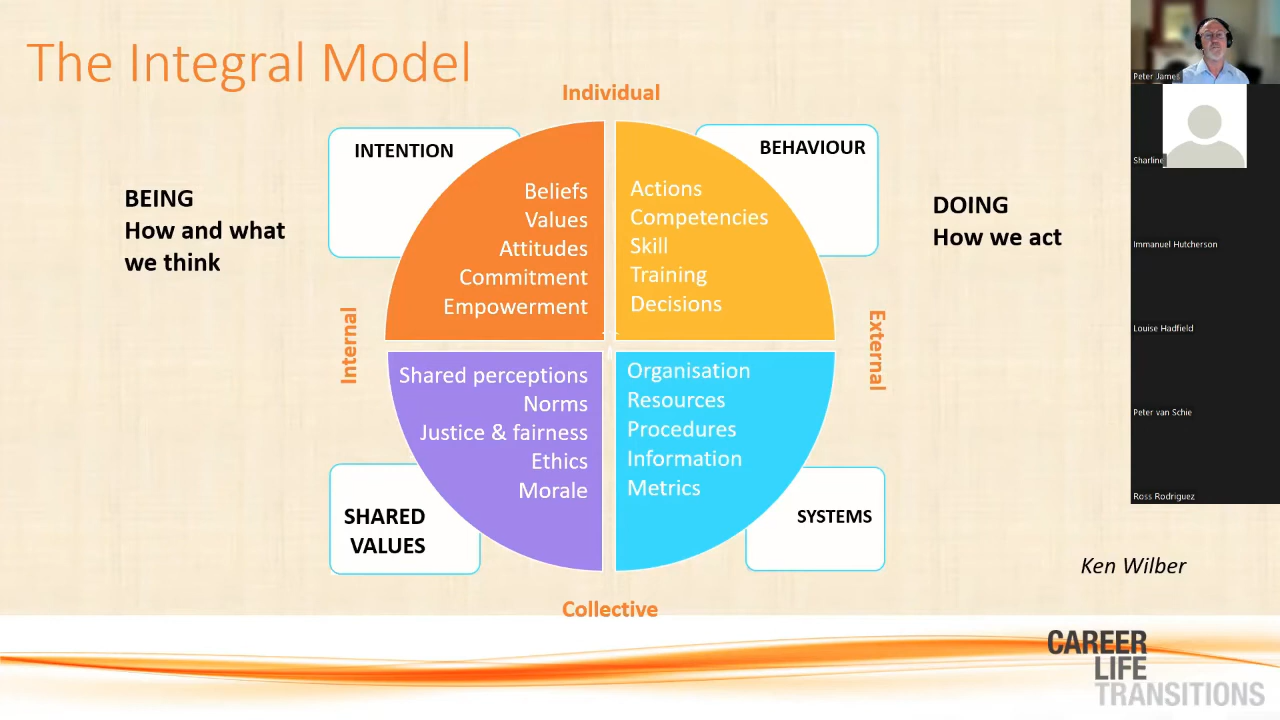 The Integral Model
Individual
INTENTION
BEHAVIOUR
BEING
How and what
we think
DOING
How we act
Beliefs
Values
Attitudes
Commitment
Empowerment
Actions
Competencies
Skill
Training
Decisions
Internal
External
Shared perceptions
Norms
Justice & fairness
Ethics
Morale
Organisation
Resources
Procedures
Information
Metrics
SHARED
VALUES
SYSTEMS
Collective
Ken Wilber
CAREER
LIFE
TRANSITIONS
Peter James
Sharline
Immanuel Hutcherson
Louise Hadfield
Peter van Schie
Ross Rodriguez